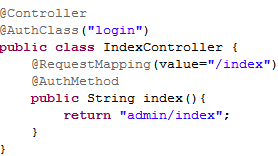 @Controller
@AuthClass("login")
public class IndexController {
    @RequestMapping(value="/index")
    @AuthMethod
    public String index(){
        return "admin/index";
    }
}